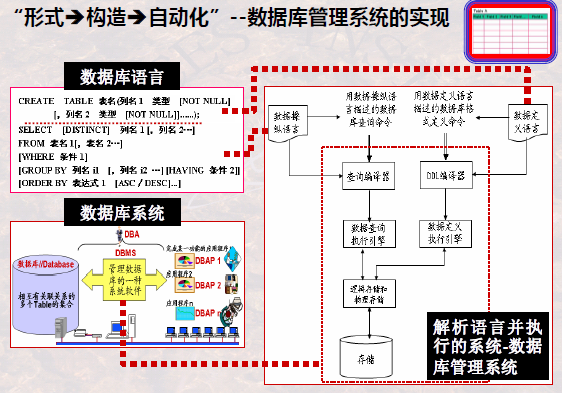 “形式➔构造➔自动化”--数据库管理系统的实现
Table A
数据库语言
CREATE TABLE 表名(列名1 类型 [NOT NULL]
[, 列名2 类型 [NOT NULL]]……);
SELECT [DISTINCT] 列名1 [, 列名2…]
FROM 表名1[, 表名2…]
[WHERE 条件1]
[GROUP BY 列名i1 [, 列名i2 …] [HAVING 条件2]]
[ORDER BY 表达式1 [ASC／DESC]…]
数据库系统
DBA
DBMS
数据库//Database
相互有关联关系的
多个Table的集合
管理数据
库的一种
系统软件
完成某一功能的应用程序1
DBAP 1
应用程序2
DBAP 2
应用程序n
DBAP n
数据操
纵语言
用数据操纵语言
描述的数据
库查询命令
用数据定义语言
描述的数据库格
式定义命令
数据定
义语言
查询编译器
DDL编译器
数据查询
执行引擎
数据定义
执行引擎
逻辑存储和
物理存储
存储
解析语言并执
行的系统-数据
库管理系统